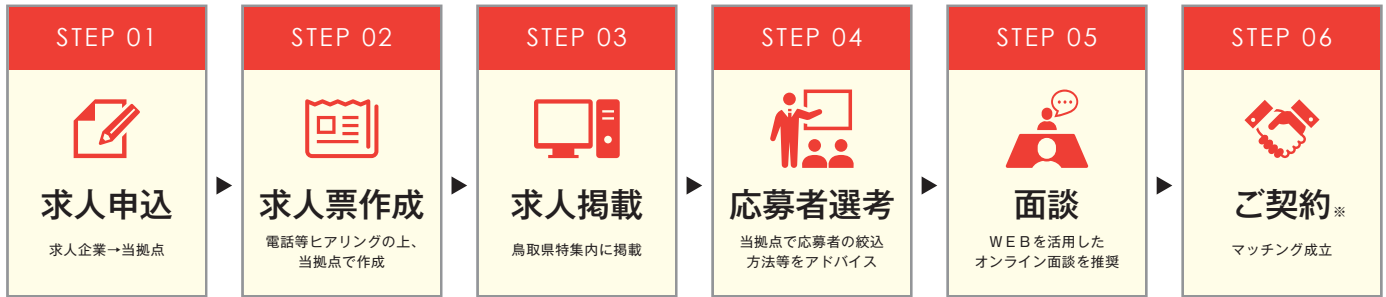 STEP 01
求人申込
求人企業→当拠点
STEP 02
求人票作成
電話等ヒアリングの上、
当拠点で作成
STEP 03
求人掲載
鳥取県特集内に掲載
STEP 04
応募者選考
当拠点で応募者の絞込
方法等をアドバイス
STEP 05
面談
ＷＥＢを活用した
オンライン面談を推奨
STEP 06
ご契約※
マッチング成立